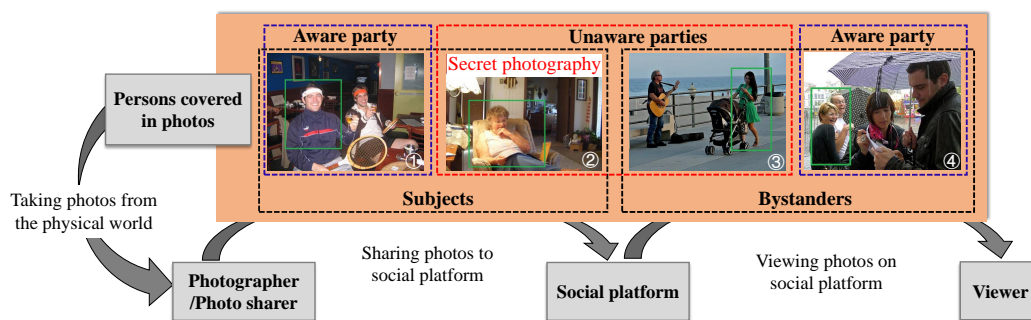 Aware party
Unaware parties
Aware party
Secret photography
Persons covered
in photos
①
②
③
④
Subjects
Bystanders
Taking photos from
the physical world
Sharing photos to
social platform
Viewing photos on
social platform
Photographer
/Photo sharer
Social platform
Viewer